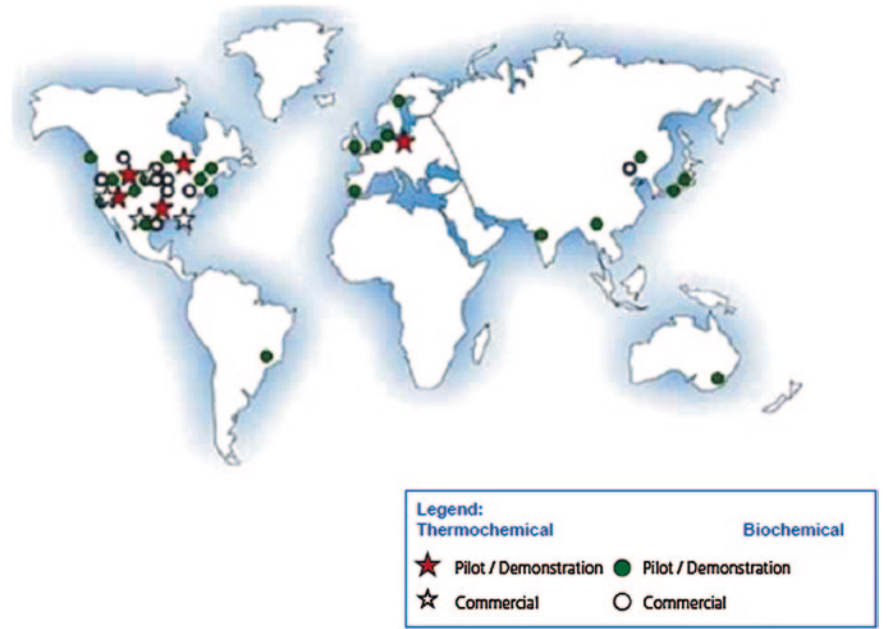 Legend:
Thermochemical Biochemical
Pilot / Demonstration Pilot / Demonstration
Commercial Commercial